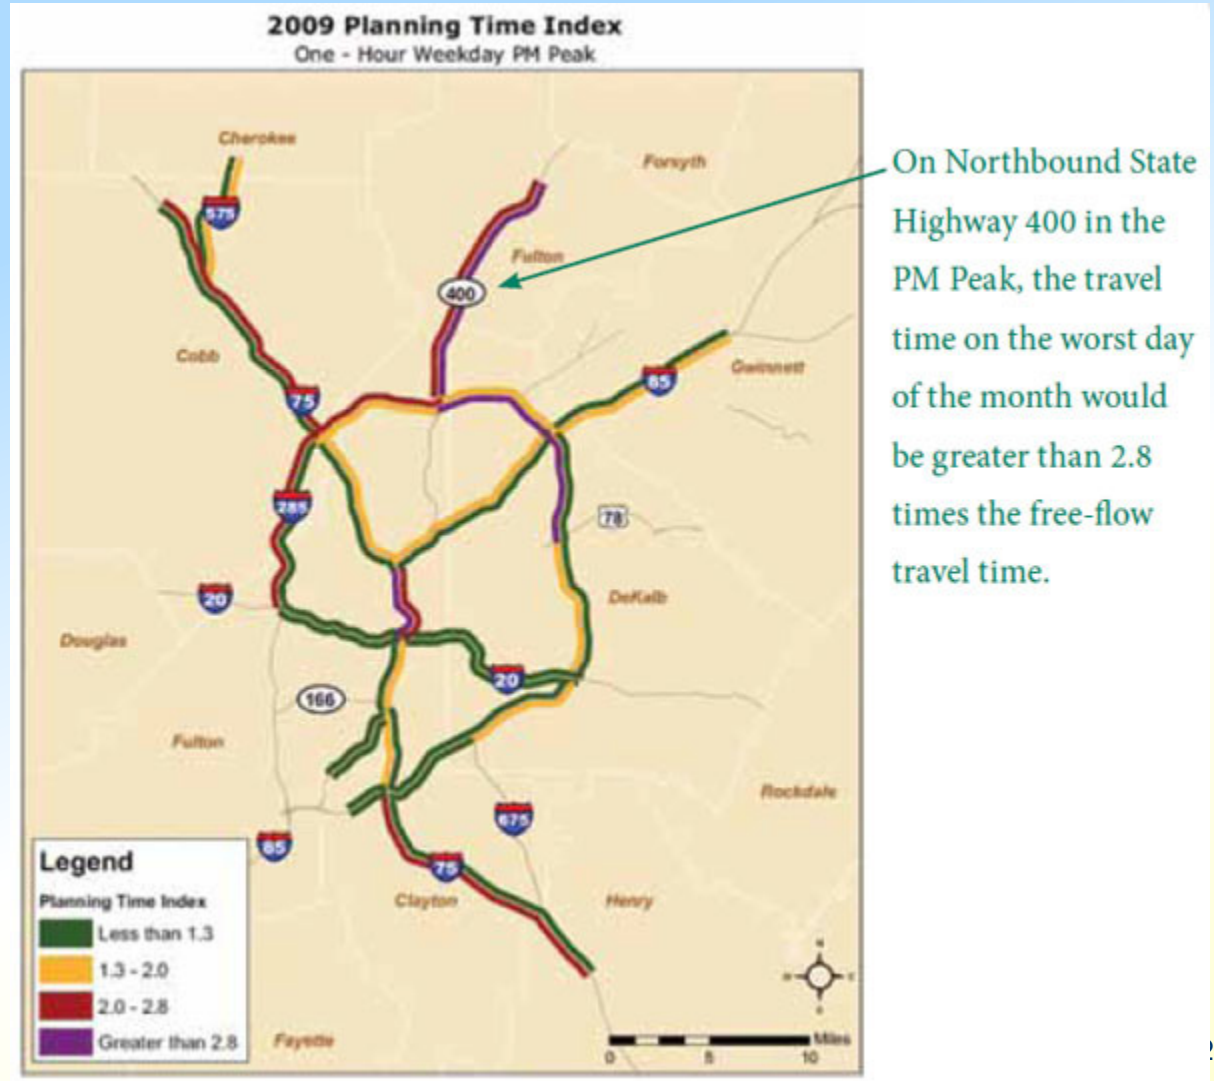 2009 Planning Time Index
One - Hour Weekday PM Peak
Cherokee
Forsyth
575
Fulton
400
Cobb
Gwinnett
85
75
285
78
20
DeKalb
Douglas
20
166
Fulton
Rockdale
675
85
75
Clayton
Henry
Fayette
Legend
Planning Time Index
Less than 1.3
1.3 - 2.0
2.0 - 2.8
Greater than 2.8
N
Miles
0 5 10
On Northbound State
Highway 400 in the
PM Peak, the travel
time on the worst day
of the month would
be greater than 2.8
times the free-flow
travel time.